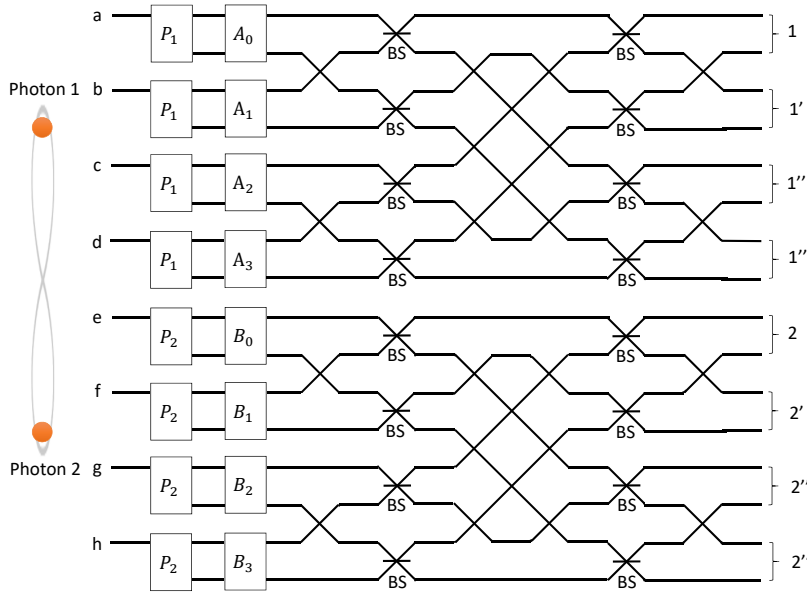 a P₁ A₀ BS BS 1
Photon 1
b P₁ A₁ BS BS 1'
c P₁ A₂ BS BS 1''
d P₁ A₃ BS BS 1''
e P₂ B₀ BS BS 2
f P₂ B₁ BS BS 2'
Photon 2
g P₂ B₂ BS BS 2''
h P₂ B₃ BS BS 2''